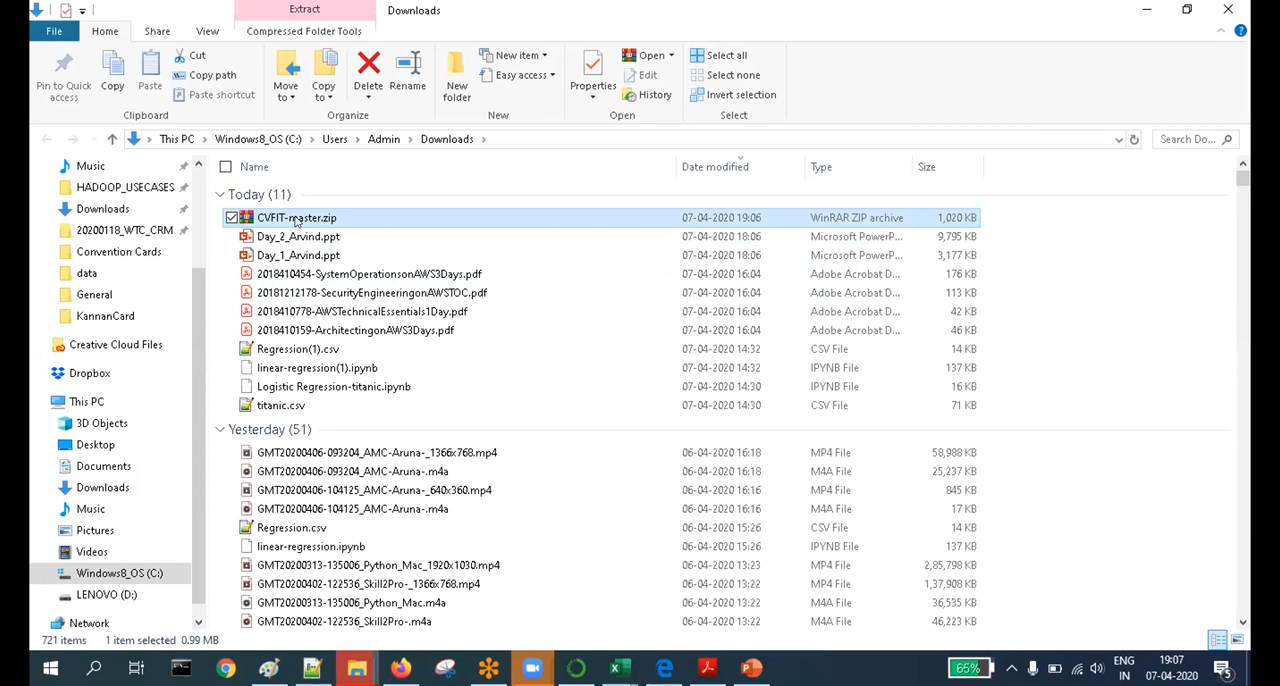 Extract
Downloads
File
Home
Share
View
Compressed Folder Tools
Pin to Quick access
Copy
Paste
Cut
Copy path
Paste shortcut
Clipboard
Move to
Copy to
Delete
Rename
Organize
New folder
New item
Easy access
New
Properties
Open
Edit
History
Open
Select all
Select none
Invert selection
Select
This PC
Windows8_OS (C:)
Users
Admin
Downloads
Search Do...
Music
HADOOP_USECASES
Downloads
20200118_WTC_CRM
Convention Cards
data
General
KannanCard
Creative Cloud Files
Dropbox
This PC
3D Objects
Desktop
Documents
Downloads
Music
Pictures
Videos
Windows8_OS (C:)
LENOVO (D:)
Network
Name Date modified Type Size
Today (11)
CVFIT-master.zip 07-04-2020 19:06 WinRAR ZIP archive 1,020 KB
Day_2_Arvind.ppt 07-04-2020 18:06 Microsoft PowerP... 9,795 KB
Day_1_Arvind.ppt 07-04-2020 18:06 Microsoft PowerP... 3,177 KB
2018410454-SystemOperationsonAWS3Days.pdf 07-04-2020 16:04 Adobe Acrobat D... 176 KB
20181212178-SecurityEngineeringonAWSTOC.pdf 07-04-2020 16:04 Adobe Acrobat D... 113 KB
2018410778-AWSTechnicalEssentials1Day.pdf 07-04-2020 16:04 Adobe Acrobat D... 42 KB
2018410159-ArchitectingonAWS3Days.pdf 07-04-2020 16:04 Adobe Acrobat D... 46 KB
Regression(1).csv 07-04-2020 14:32 CSV File 14 KB
linear-regression(1).ipynb 07-04-2020 14:32 IPYNB File 137 KB
Logistic Regression-titanic.ipynb 07-04-2020 14:30 IPYNB File 16 KB
titanic.csv 07-04-2020 14:30 CSV File 71 KB
Yesterday (51)
GMT20200406-093204_AMC-Aruna-_1366x768.mp4 06-04-2020 16:18 MP4 File 58,988 KB
GMT20200406-093204_AMC-Aruna-.m4a 06-04-2020 16:18 M4A File 25,237 KB
GMT20200406-104125_AMC-Aruna-_640x360.mp4 06-04-2020 16:16 MP4 File 845 KB
GMT20200406-104125_AMC-Aruna-.m4a 06-04-2020 16:16 M4A File 17 KB
Regression.csv 06-04-2020 15:26 CSV File 14 KB
linear-regression.ipynb 06-04-2020 15:26 IPYNB File 137 KB
GMT20200313-135006_Python_Mac_1920x1030.mp4 06-04-2020 13:23 MP4 File 2,85,798 KB
GMT20200402-122536_Skill2Pro-_1366x768.mp4 06-04-2020 13:22 MP4 File 1,37,908 KB
GMT20200313-135006_Python_Mac.m4a 06-04-2020 13:22 M4A File 36,535 KB
GMT20200402-122536_Skill2Pro-.m4a 06-04-2020 13:22 M4A File 46,223 KB
721 items 1 item selected 0.99 MB
65%
ENG
IN
19:07
07-04-2020
5